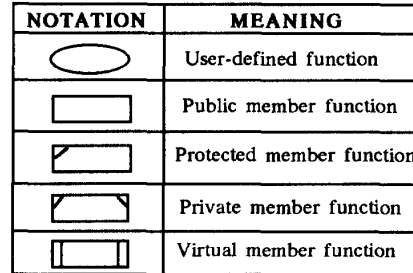 NOTATION MEANING
User-defined function
Public member function
Protected member function
Private member function
Virtual member function